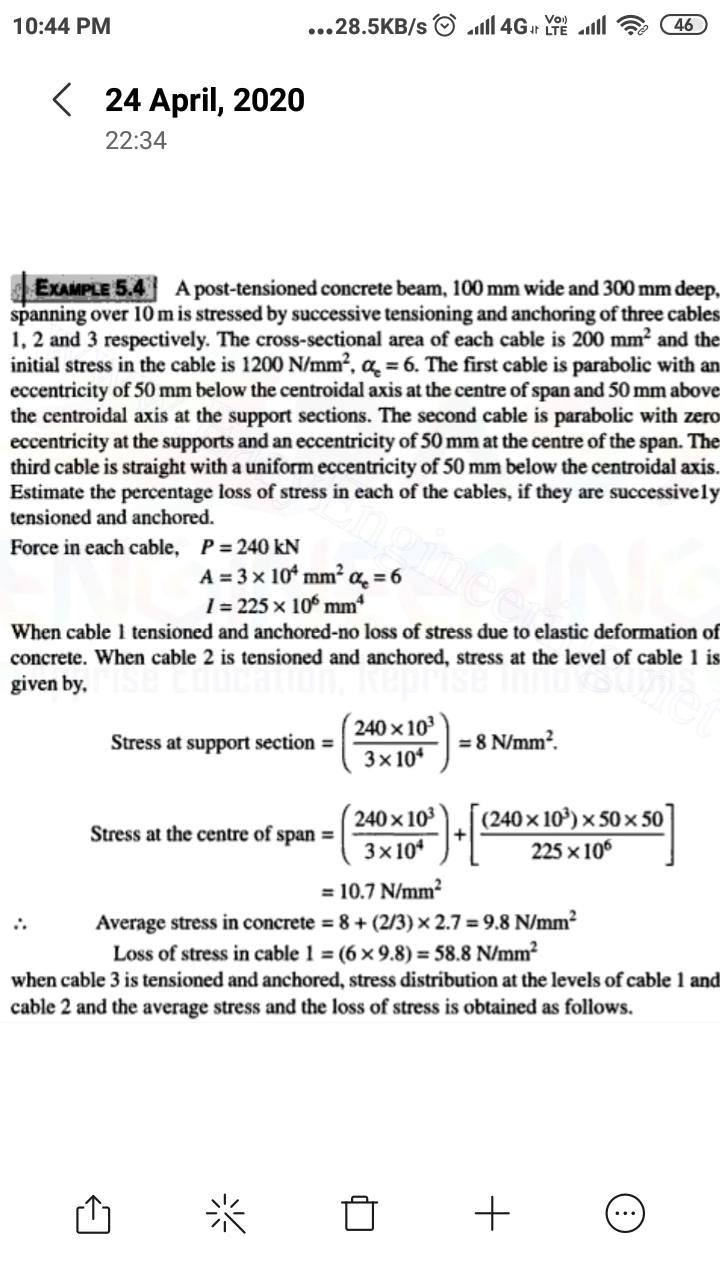 10:44 PM
...28.5KB/s 4G Vo)) LTE 46
24 April, 2020
22:34
EXAMPLE 5.4 A post-tensioned concrete beam, 100 mm wide and 300 mm deep,
spanning over 10 m is stressed by successive tensioning and anchoring of three cables
1, 2 and 3 respectively. The cross-sectional area of each cable is 200 mm² and the
initial stress in the cable is 1200 N/mm², αe = 6. The first cable is parabolic with an
eccentricity of 50 mm below the centroidal axis at the centre of span and 50 mm above
the centroidal axis at the support sections. The second cable is parabolic with zero
eccentricity at the supports and an eccentricity of 50 mm at the centre of the span. The
third cable is straight with a uniform eccentricity of 50 mm below the centroidal axis.
Estimate the percentage loss of stress in each of the cables, if they are successively
tensioned and anchored.
Force in each cable, P = 240 kN
A = 3 × 10⁴ mm² αe = 6
I = 225 × 10⁶ mm⁴
When cable 1 tensioned and anchored-no loss of stress due to elastic deformation of
concrete. When cable 2 is tensioned and anchored, stress at the level of cable 1 is
given by,
Stress at support section = (240 × 10³ / 3 × 10⁴) = 8 N/mm².
Stress at the centre of span = (240 × 10³ / 3 × 10⁴) + [(240 × 10³) × 50 × 50 / 225 × 10⁶]
= 10.7 N/mm²
∴ Average stress in concrete = 8 + (2/3) × 2.7 = 9.8 N/mm²
Loss of stress in cable 1 = (6 × 9.8) = 58.8 N/mm²
when cable 3 is tensioned and anchored, stress distribution at the levels of cable 1 and
cable 2 and the average stress and the loss of stress is obtained as follows.